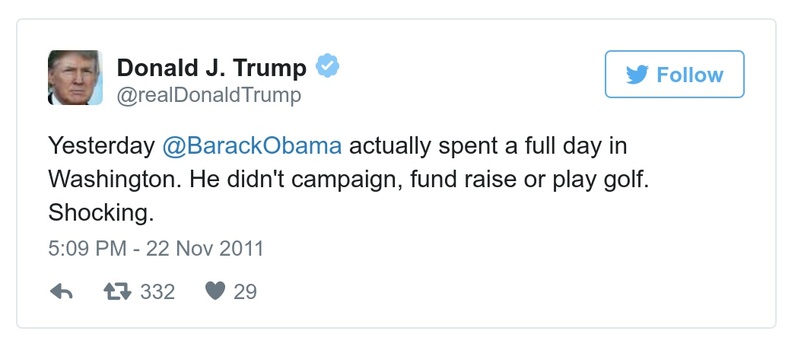 Donald J. Trump
@realDonaldTrump
Follow
Yesterday @BarackObama actually spent a full day in
Washington. He didn't campaign, fund raise or play golf.
Shocking.
5:09 PM - 22 Nov 2011
332 29